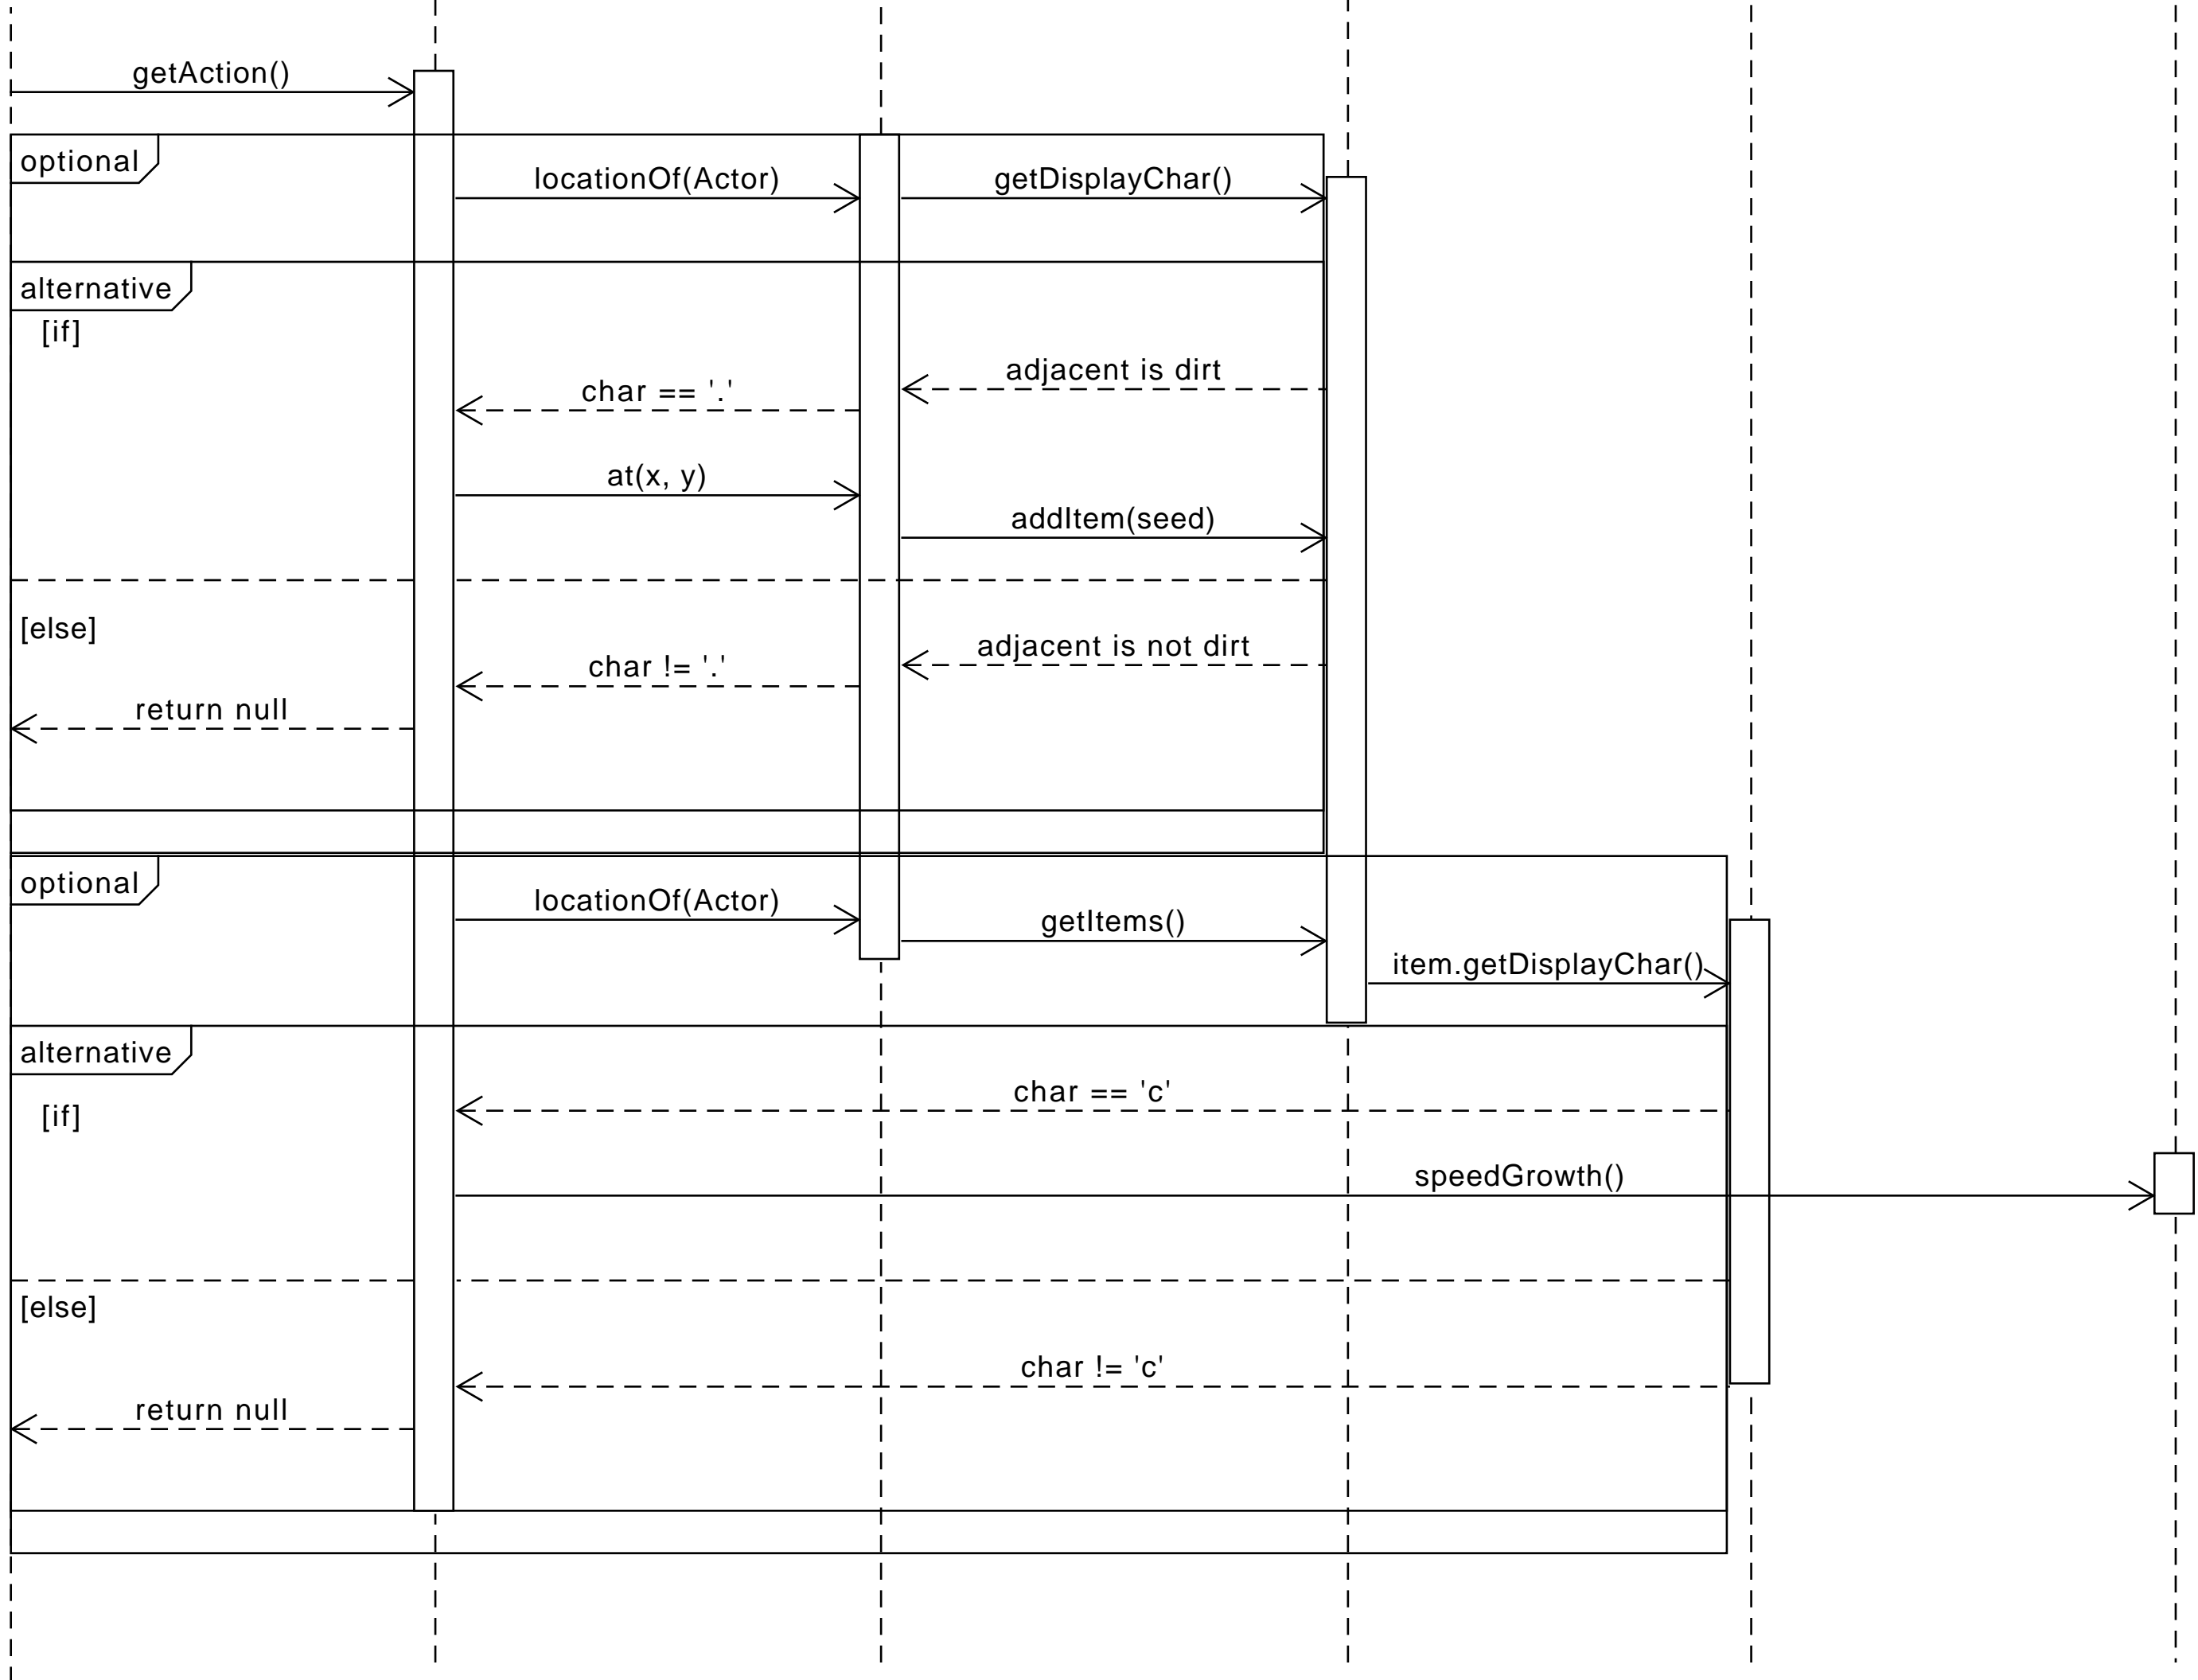 getAction()
optional
locationOf(Actor)
getDisplayChar()
alternative
[if]
adjacent is dirt
char == '.'
at(x, y)
addItem(seed)
[else]
adjacent is not dirt
char != '.'
return null
optional
locationOf(Actor)
getItems()
item.getDisplayChar()
alternative
char == 'c'
[if]
speedGrowth()
[else]
char != 'c'
return null